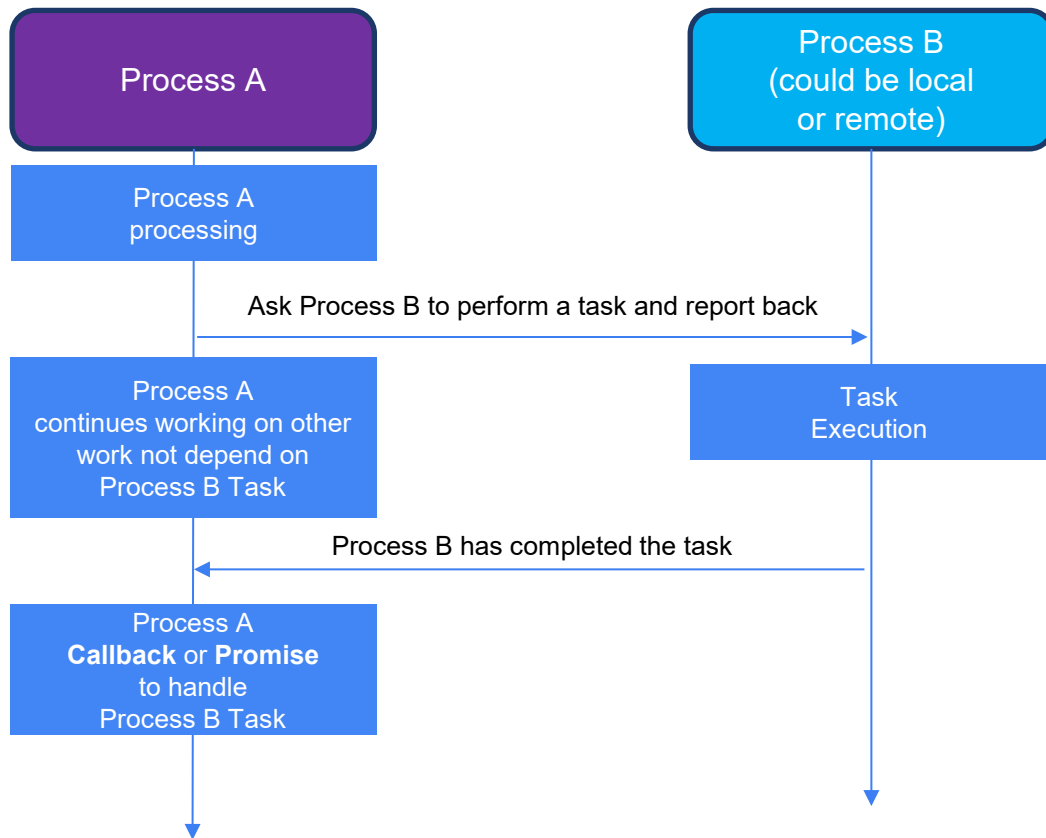 Process A
Process B
(could be local
or remote)
Process A
processing
Ask Process B to perform a task and report back
Process A
continues working on other
work not depend on
Process B Task
Task
Execution
Process B has completed the task
Process A
Callback or Promise
to handle
Process B Task